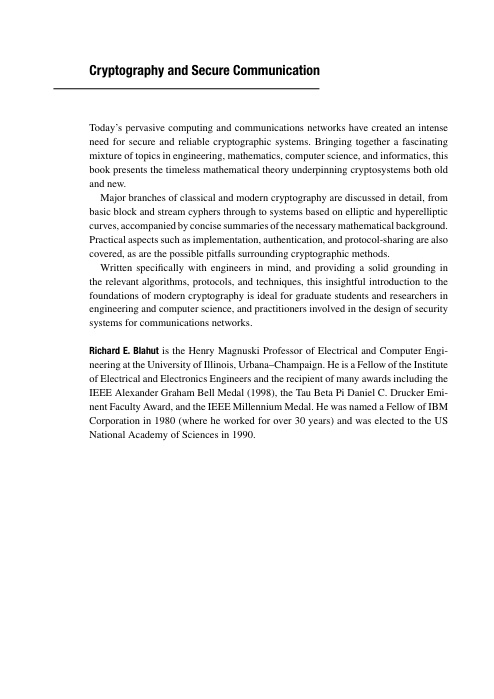 Cryptography and Secure Communication
Today's pervasive computing and communications networks have created an intense
need for secure and reliable cryptographic systems. Bringing together a fascinating
mixture of topics in engineering, mathematics, computer science, and informatics, this
book presents the timeless mathematical theory underpinning cryptosystems both old
and new.
Major branches of classical and modern cryptography are discussed in detail, from
basic block and stream cyphers through to systems based on elliptic and hyperelliptic
curves, accompanied by concise summaries of the necessary mathematical background.
Practical aspects such as implementation, authentication, and protocol-sharing are also
covered, as are the possible pitfalls surrounding cryptographic methods.
Written specifically with engineers in mind, and providing a solid grounding in
the relevant algorithms, protocols, and techniques, this insightful introduction to the
foundations of modern cryptography is ideal for graduate students and researchers in
engineering and computer science, and practitioners involved in the design of security
systems for communications networks.
Richard E. Blahut is the Henry Magnuski Professor of Electrical and Computer Engi-
neering at the University of Illinois, Urbana–Champaign. He is a Fellow of the Institute
of Electrical and Electronics Engineers and the recipient of many awards including the
IEEE Alexander Graham Bell Medal (1998), the Tau Beta Pi Daniel C. Drucker Emi-
nent Faculty Award, and the IEEE Millennium Medal. He was named a Fellow of IBM
Corporation in 1980 (where he worked for over 30 years) and was elected to the US
National Academy of Sciences in 1990.